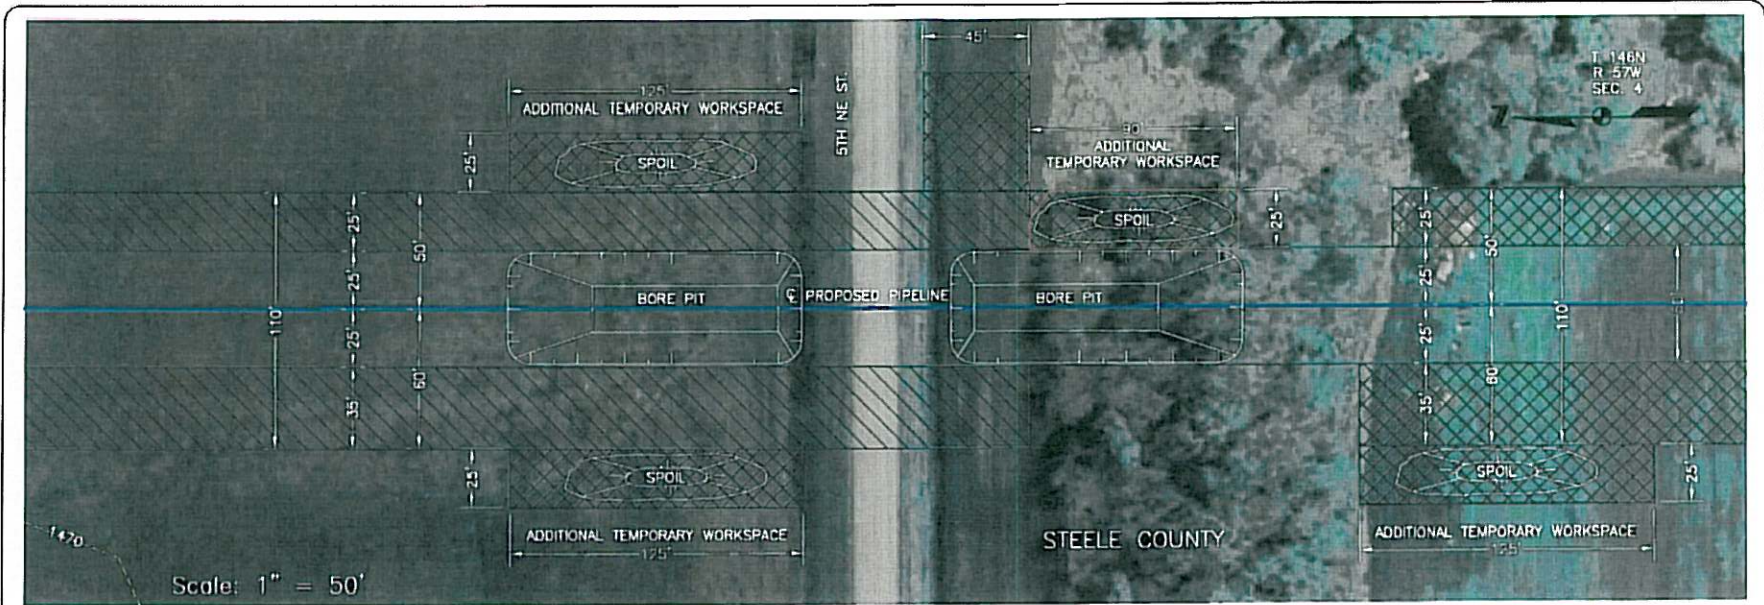 45'
T. 146N
R 57W
SEC. 4
125'
ADDITIONAL TEMPORARY WORKSPACE
5TH NE ST.
90'
ADDITIONAL
TEMPORARY WORKSPACE
25'
SPOIL
SPOIL
25'
110'
25'
25'
25'
35'
50'
60'
BORE PIT
℄ PROPOSED PIPELINE
BORE PIT
25'
25'
25'
35'
50'
60'
110'
25'
SPOIL
SPOIL
25'
ADDITIONAL TEMPORARY WORKSPACE
125'
STEELE COUNTY
ADDITIONAL TEMPORARY WORKSPACE
125'
1470
Scale: 1" = 50'